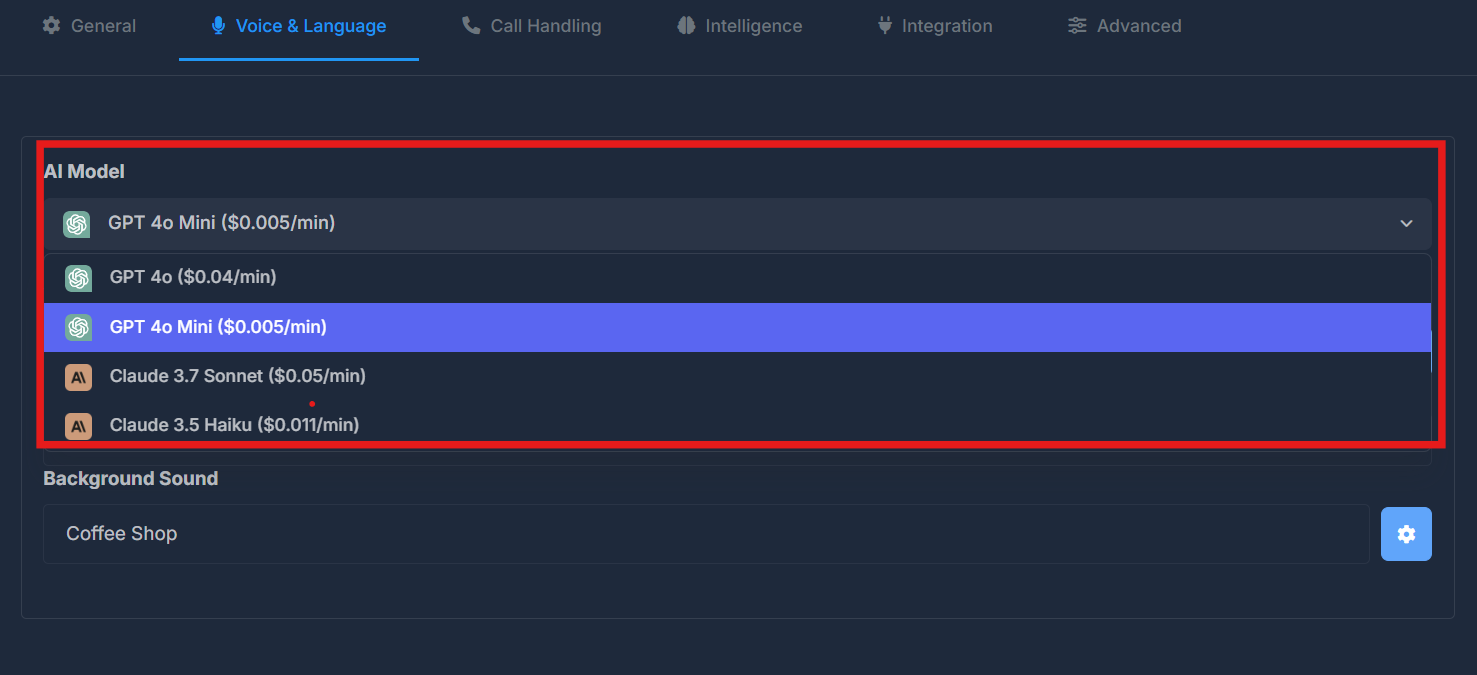 General
Voice & Language
Call Handling
Intelligence
Integration
Advanced
AI Model
GPT 4o Mini ($0.005/min)
GPT 4o ($0.04/min)
GPT 4o Mini ($0.005/min)
Claude 3.7 Sonnet ($0.05/min)
Claude 3.5 Haiku ($0.011/min)
Background Sound
Coffee Shop